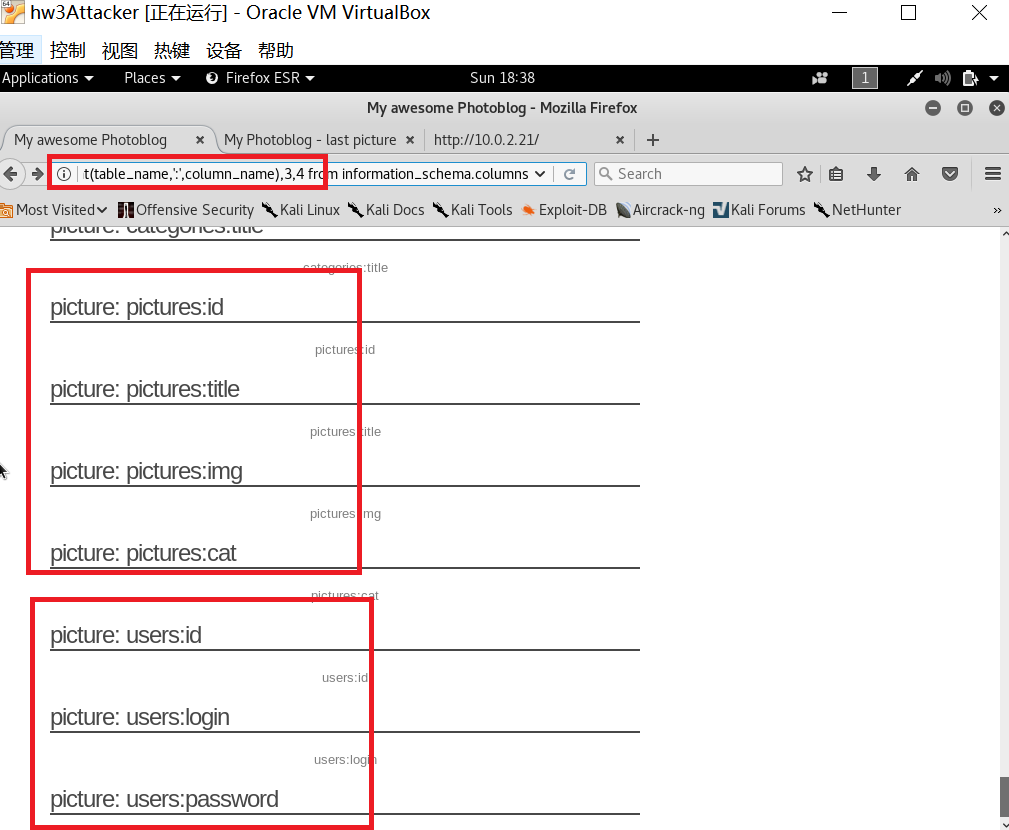 hw3Attacker [正在运行] - Oracle VM VirtualBox
管理 控制 视图 热键 设备 帮助
Applications Places Firefox ESR Sun 18:38 1
My awesome Photoblog - Mozilla Firefox
My awesome Photoblog My Photoblog - last picture http://10.0.2.21/
t(table_name,':',column_name),3,4 from information_schema.columns Search
Most Visited Offensive Security Kali Linux Kali Docs Kali Tools Exploit-DB Aircrack-ng Kali Forums NetHunter
picture: categories:title
categories:title
picture: pictures:id
pictures:id
picture: pictures:title
pictures:title
picture: pictures:img
pictures:img
picture: pictures:cat
pictures:cat
picture: users:id
users:id
picture: users:login
users:login
picture: users:password